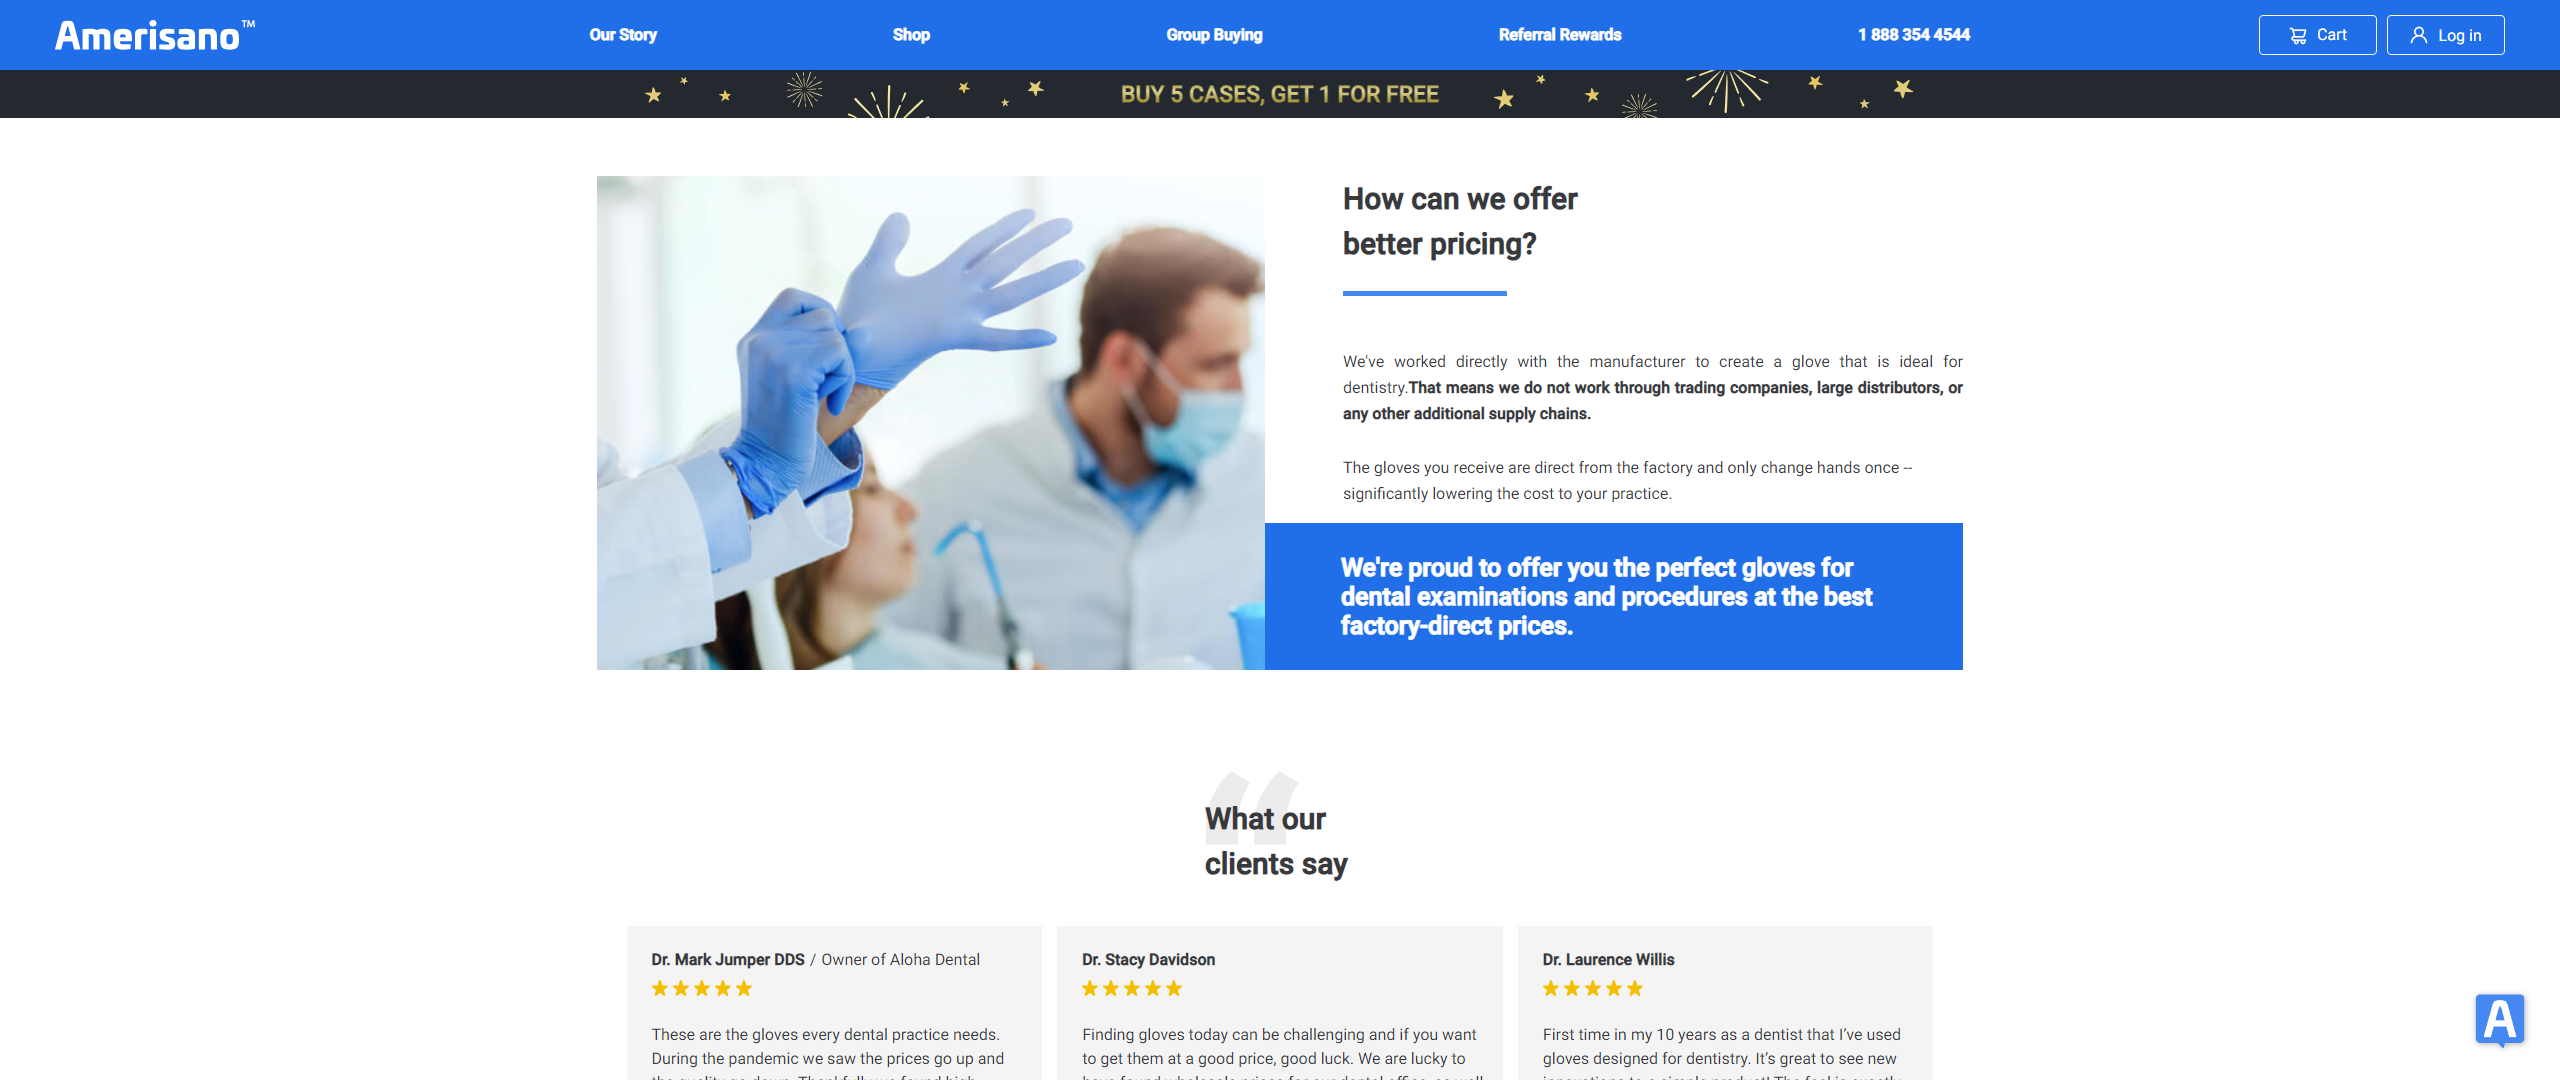 Amerisano™
Our Story
Shop
Group Buying
Referral Rewards
1 888 354 4544
Cart
Log in
BUY 5 CASES, GET 1 FOR FREE
How can we offer
better pricing?
We've worked directly with the manufacturer to create a glove that is ideal for
dentistry.That means we do not work through trading companies, large distributors, or
any other additional supply chains.
The gloves you receive are direct from the factory and only change hands once --
significantly lowering the cost to your practice.
We're proud to offer you the perfect gloves for
dental examinations and procedures at the best
factory-direct prices.
“
What our
clients say
Dr. Mark Jumper DDS / Owner of Aloha Dental
These are the gloves every dental practice needs.
During the pandemic we saw the prices go up and
Dr. Stacy Davidson
Finding gloves today can be challenging and if you want
to get them at a good price, good luck. We are lucky to
Dr. Laurence Willis
First time in my 10 years as a dentist that I’ve used
gloves designed for dentistry. It’s great to see new
A